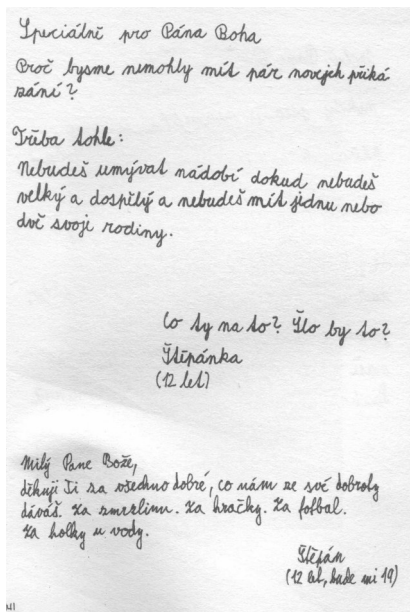 Speciálně pro Pána Boha
Proč bysme nemohly mít pár novejch přiká
zání?
Třeba tohle:
Nebudeš umývat nádobí dokud nebudeš
velký a dospělý a nebudeš mít jednu nebo
dvě svoje rodiny.
Co ty na to? Šlo by to?
Štěpánka
(12 let)
Milý Pane Bože,
děkuji Ti za všechno dobré, co nám ze své dobroty
dáváš. Za zmrzlinu. Za hračky. Za fotbal.
Za holky u vody.
Štěpán
(12 let, bude mi 19)
41